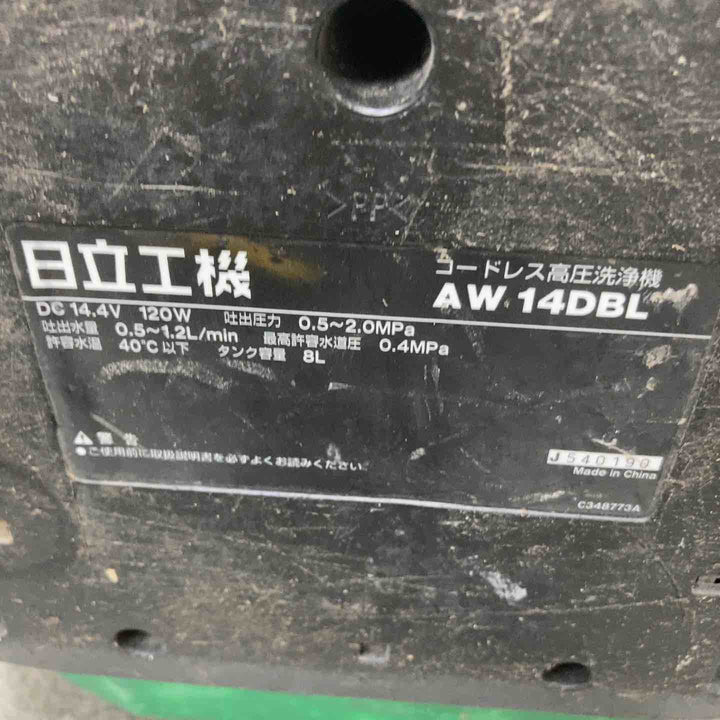 >PP<
日立工機
コードレス高圧洗浄機
AW 14DBL
DC 14.4V 120W 吐出圧力 0.5~2.0MPa
吐出水量 0.5~1.2L/min 最高許容水道圧 0.4MPa
許容水温 40°C以下 タンク容量 8L
⚠警告
●ご使用前に取扱説明書を必ずよくお読みください。
J540190
Made in China
C348773A